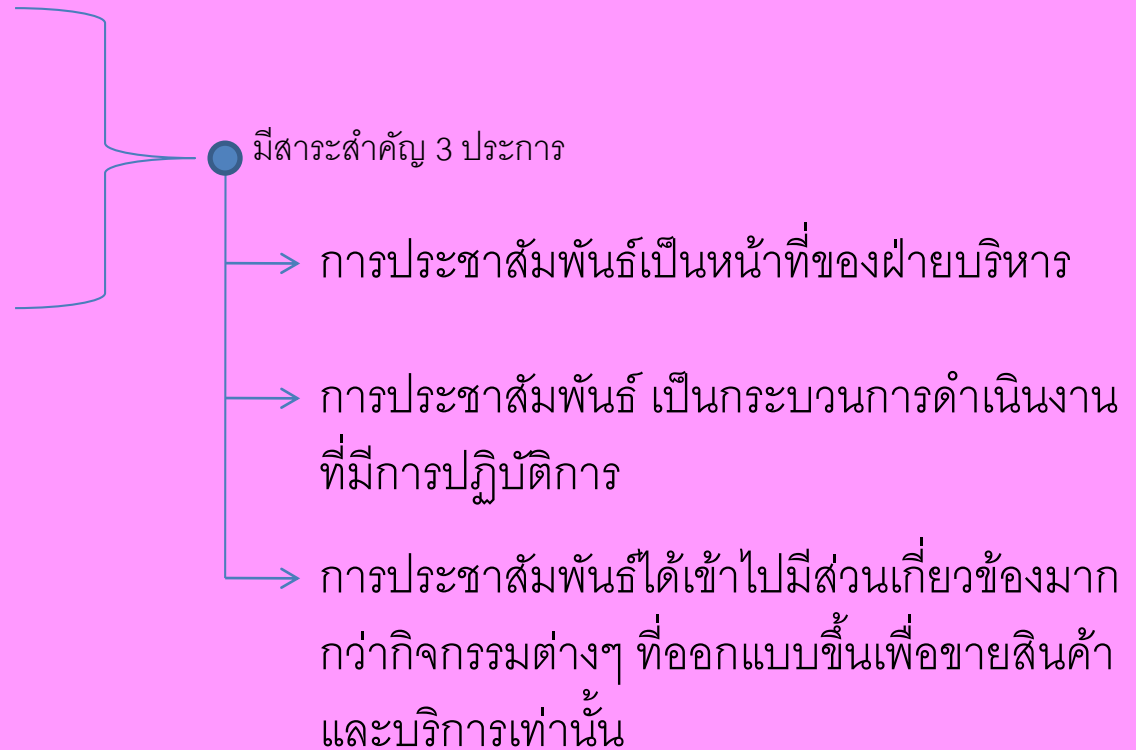 มีสาระสำคัญ 3 ประการ
การประชาสัมพันธ์เป็นหน้าที่ของฝ่ายบริหาร
การประชาสัมพันธ์ เป็นกระบวนการดำเนินงาน
ที่มีการปฏิบัติการ
การประชาสัมพันธ์ได้เข้าไปมีส่วนเกี่ยวข้องมาก
กว่ากิจกรรมต่างๆ ที่ออกแบบขึ้นเพื่อขายสินค้า
และบริการเท่านั้น